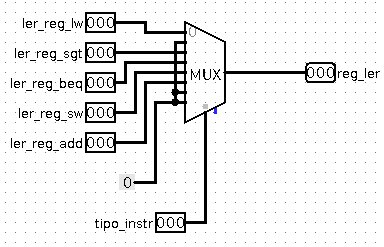 ler_reg_lw 000
0
ler_reg_sgt 000
ler_reg_beq 000
MUX
000 reg_ler
ler_reg_sw 000
ler_reg_add 000
0
tipo_instr 000